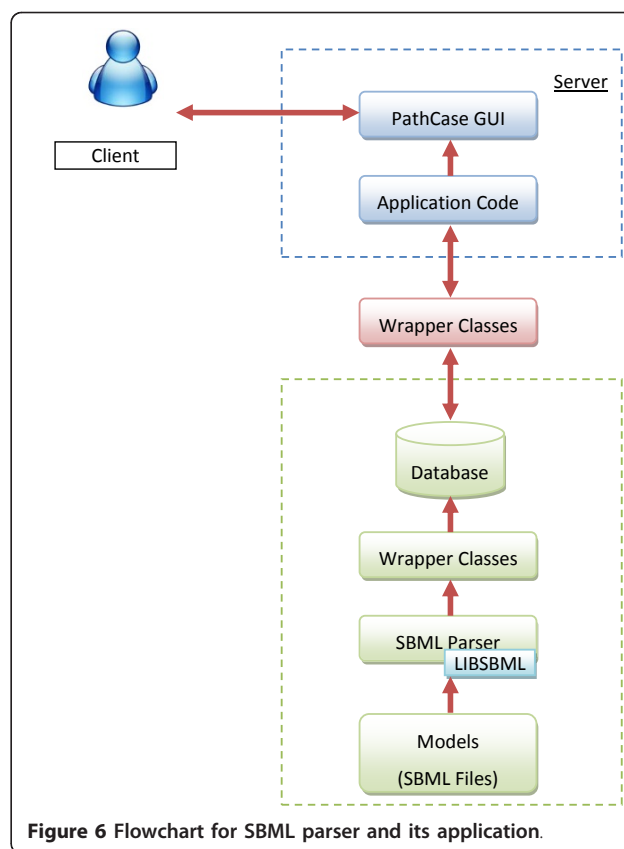 Server
PathCase GUI
Client
Application Code
Wrapper Classes
Database
Wrapper Classes
SBML Parser
LIBSBML
Models
(SBML Files)
Figure 6 Flowchart for SBML parser and its application.